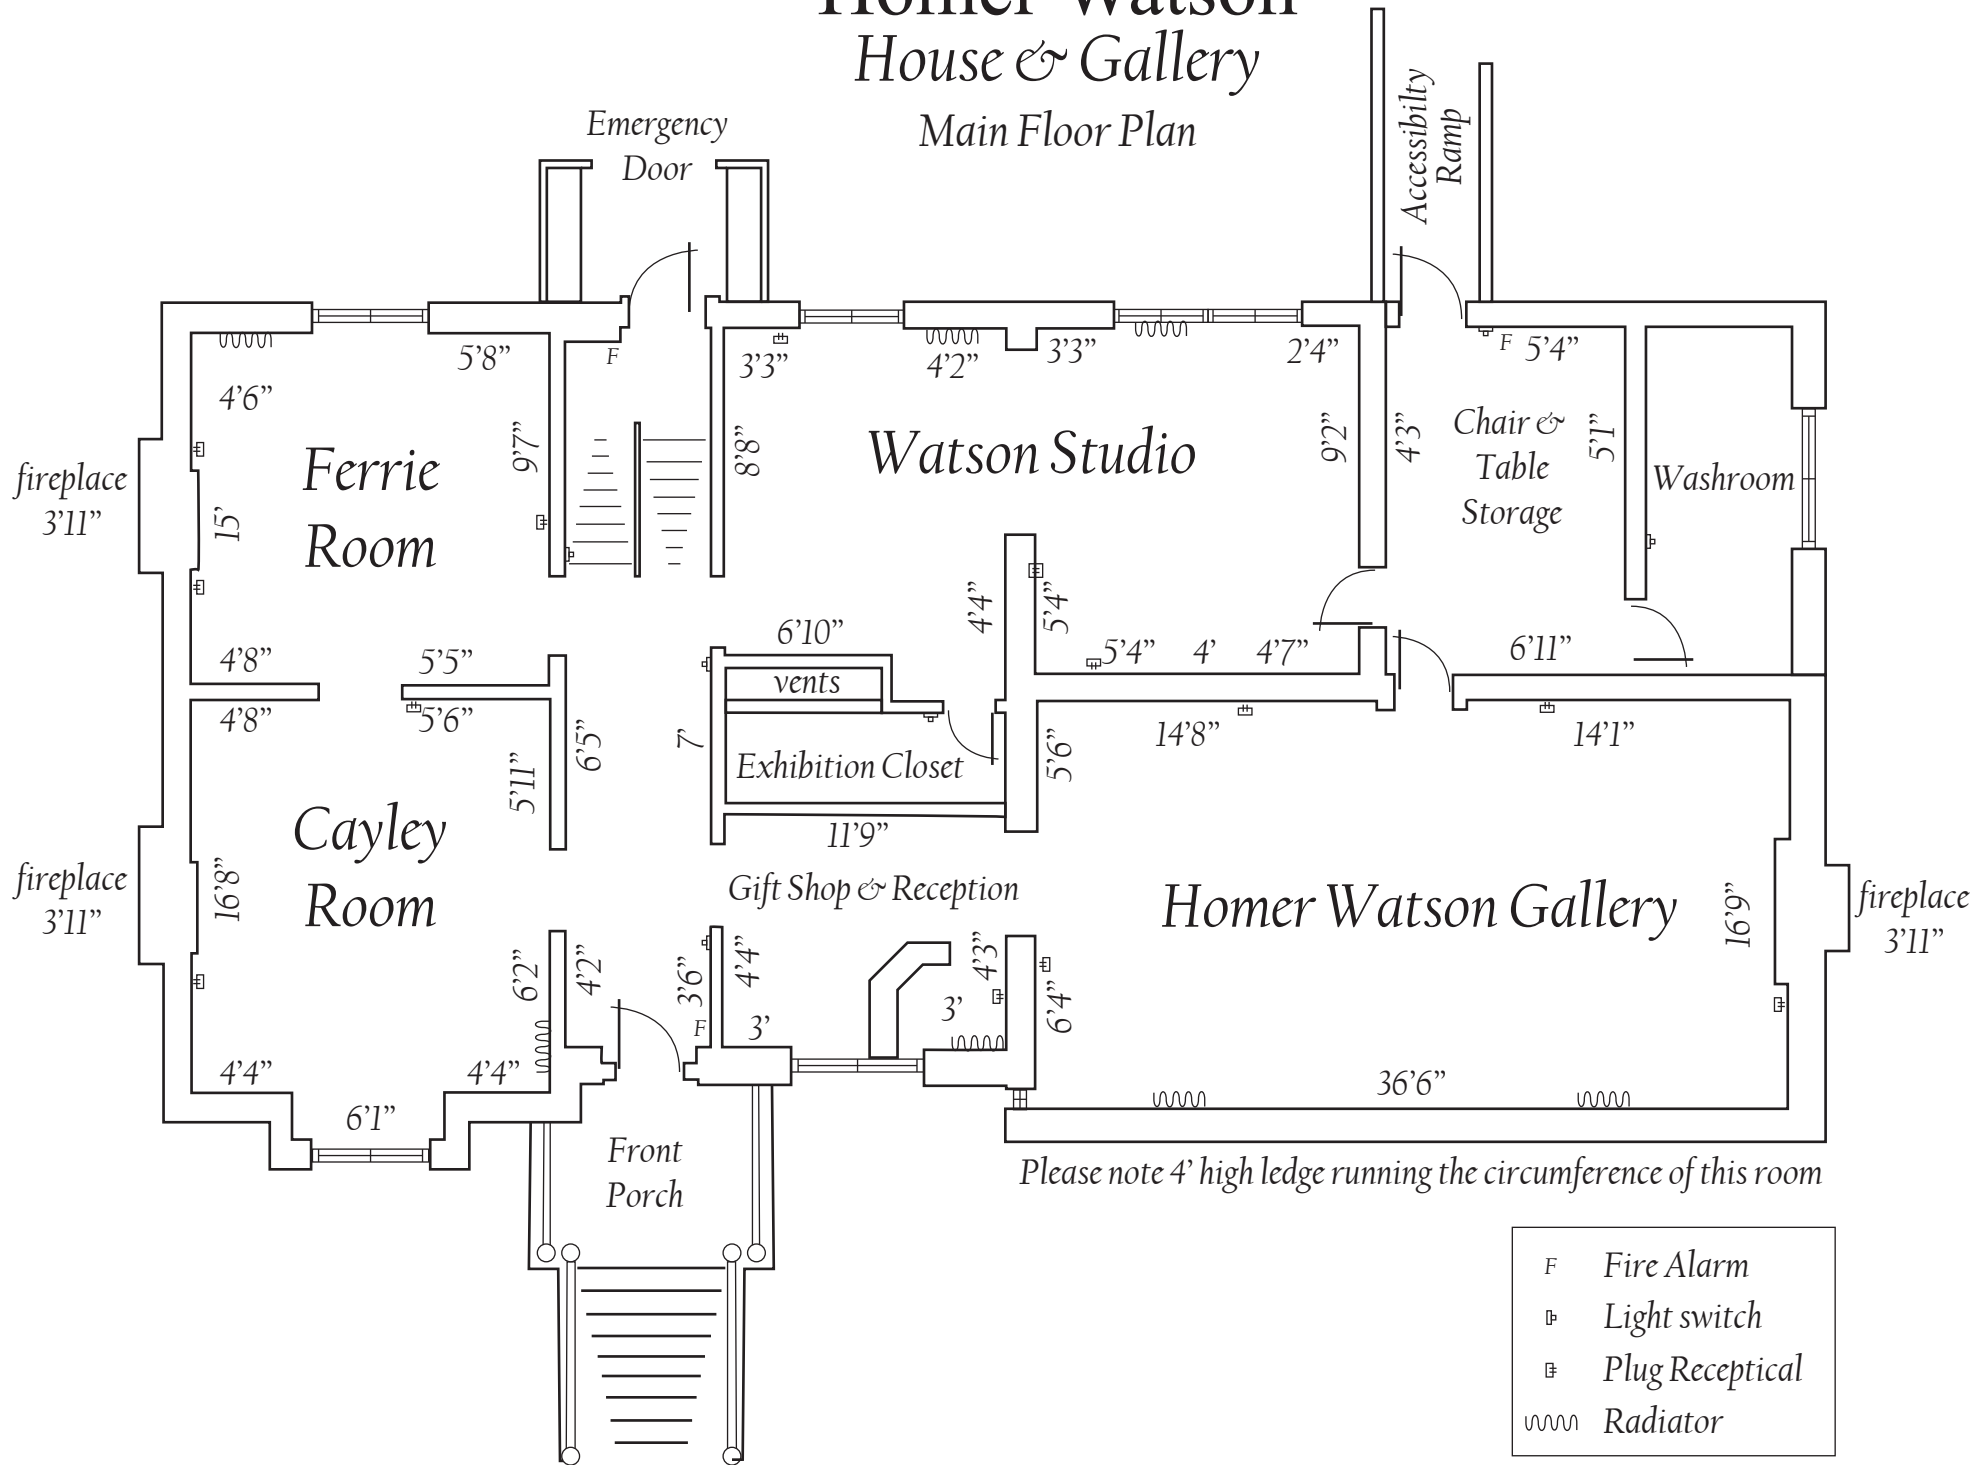 Homer Watson
House & Gallery
Main Floor Plan
Emergency
Door
Accessibilty
Ramp
F
5’8”
4’6”
9’7”
Ferrie
Room
fireplace
3’11”
15’
4’8”
5’5”
3’3”
4’2”
3’3”
2’4”
8’8”
Watson Studio
9’2”
4’4”
5’4”
6’10”
5’4”
4’
4’7”
F
5’4”
4’3”
Chair &
Table
Storage
5’1”
Washroom
6’11”
4’8”
5’6”
6’5”
5’11”
Cayley
Room
fireplace
3’11”
16’8”
6’2”
4’4”
4’4”
6’1”
7’
vents
Exhibition Closet
11’9”
Gift Shop & Reception
4’2”
3’6”
F
4’4”
3’
3’
4’3”
14’8”
14’1”
5’6”
Homer Watson Gallery
16’9”
fireplace
3’11”
6’4”
36’6”
Please note 4’ high ledge running the circumference of this room
Front
Porch
F Fire Alarm
Light switch
Plug Receptical
Radiator